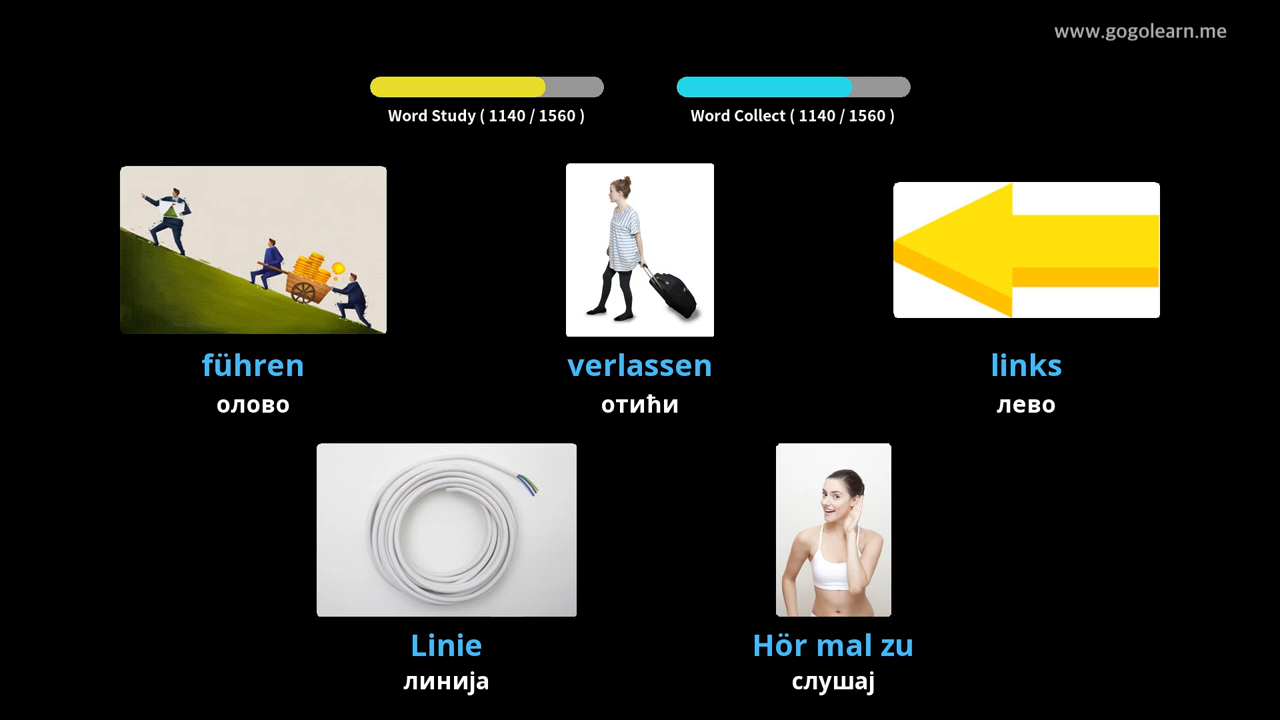 www.gogolearn.me
Word Study ( 1140 / 1560 )
Word Collect ( 1140 / 1560 )
führen
олово
verlassen
отићи
links
лево
Linie
линија
Hör mal zu
слушај